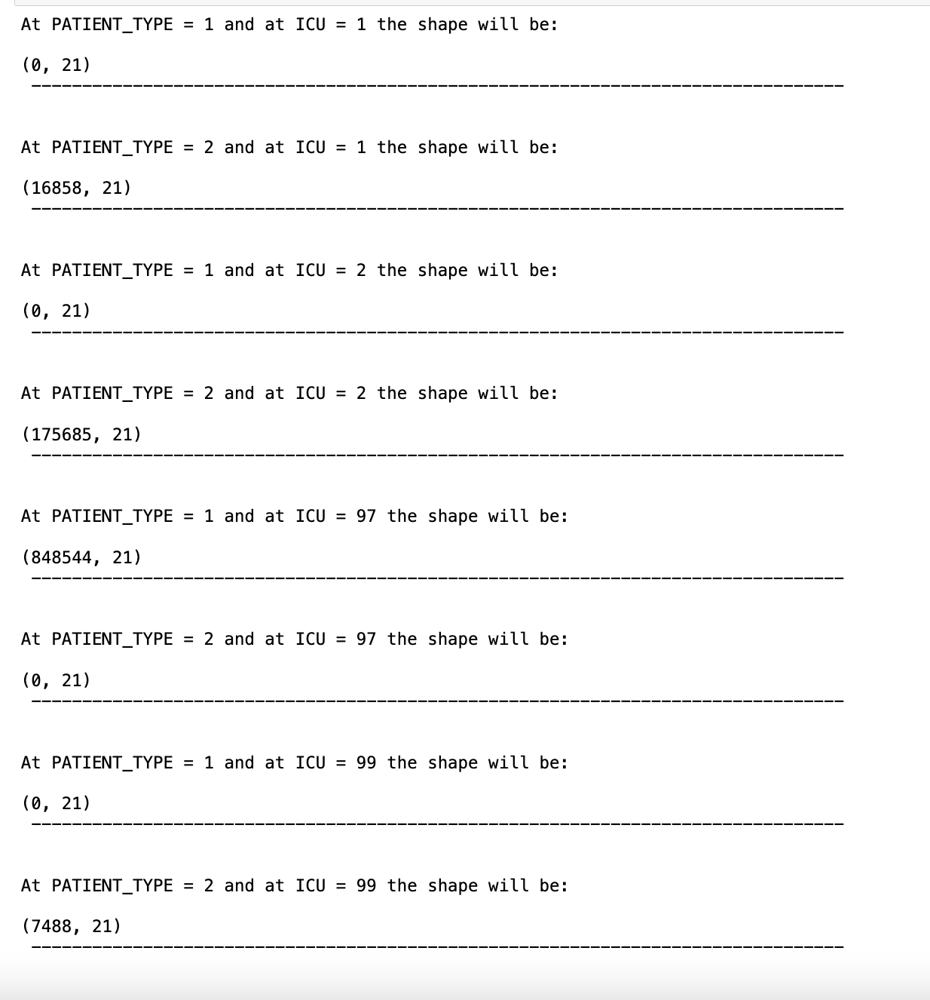 At PATIENT_TYPE = 1 and at ICU = 1 the shape will be:
(0, 21)
--------------------------------------------------------------------------------
At PATIENT_TYPE = 2 and at ICU = 1 the shape will be:
(16858, 21)
--------------------------------------------------------------------------------
At PATIENT_TYPE = 1 and at ICU = 2 the shape will be:
(0, 21)
--------------------------------------------------------------------------------
At PATIENT_TYPE = 2 and at ICU = 2 the shape will be:
(175685, 21)
--------------------------------------------------------------------------------
At PATIENT_TYPE = 1 and at ICU = 97 the shape will be:
(848544, 21)
--------------------------------------------------------------------------------
At PATIENT_TYPE = 2 and at ICU = 97 the shape will be:
(0, 21)
--------------------------------------------------------------------------------
At PATIENT_TYPE = 1 and at ICU = 99 the shape will be:
(0, 21)
--------------------------------------------------------------------------------
At PATIENT_TYPE = 2 and at ICU = 99 the shape will be:
(7488, 21)
--------------------------------------------------------------------------------